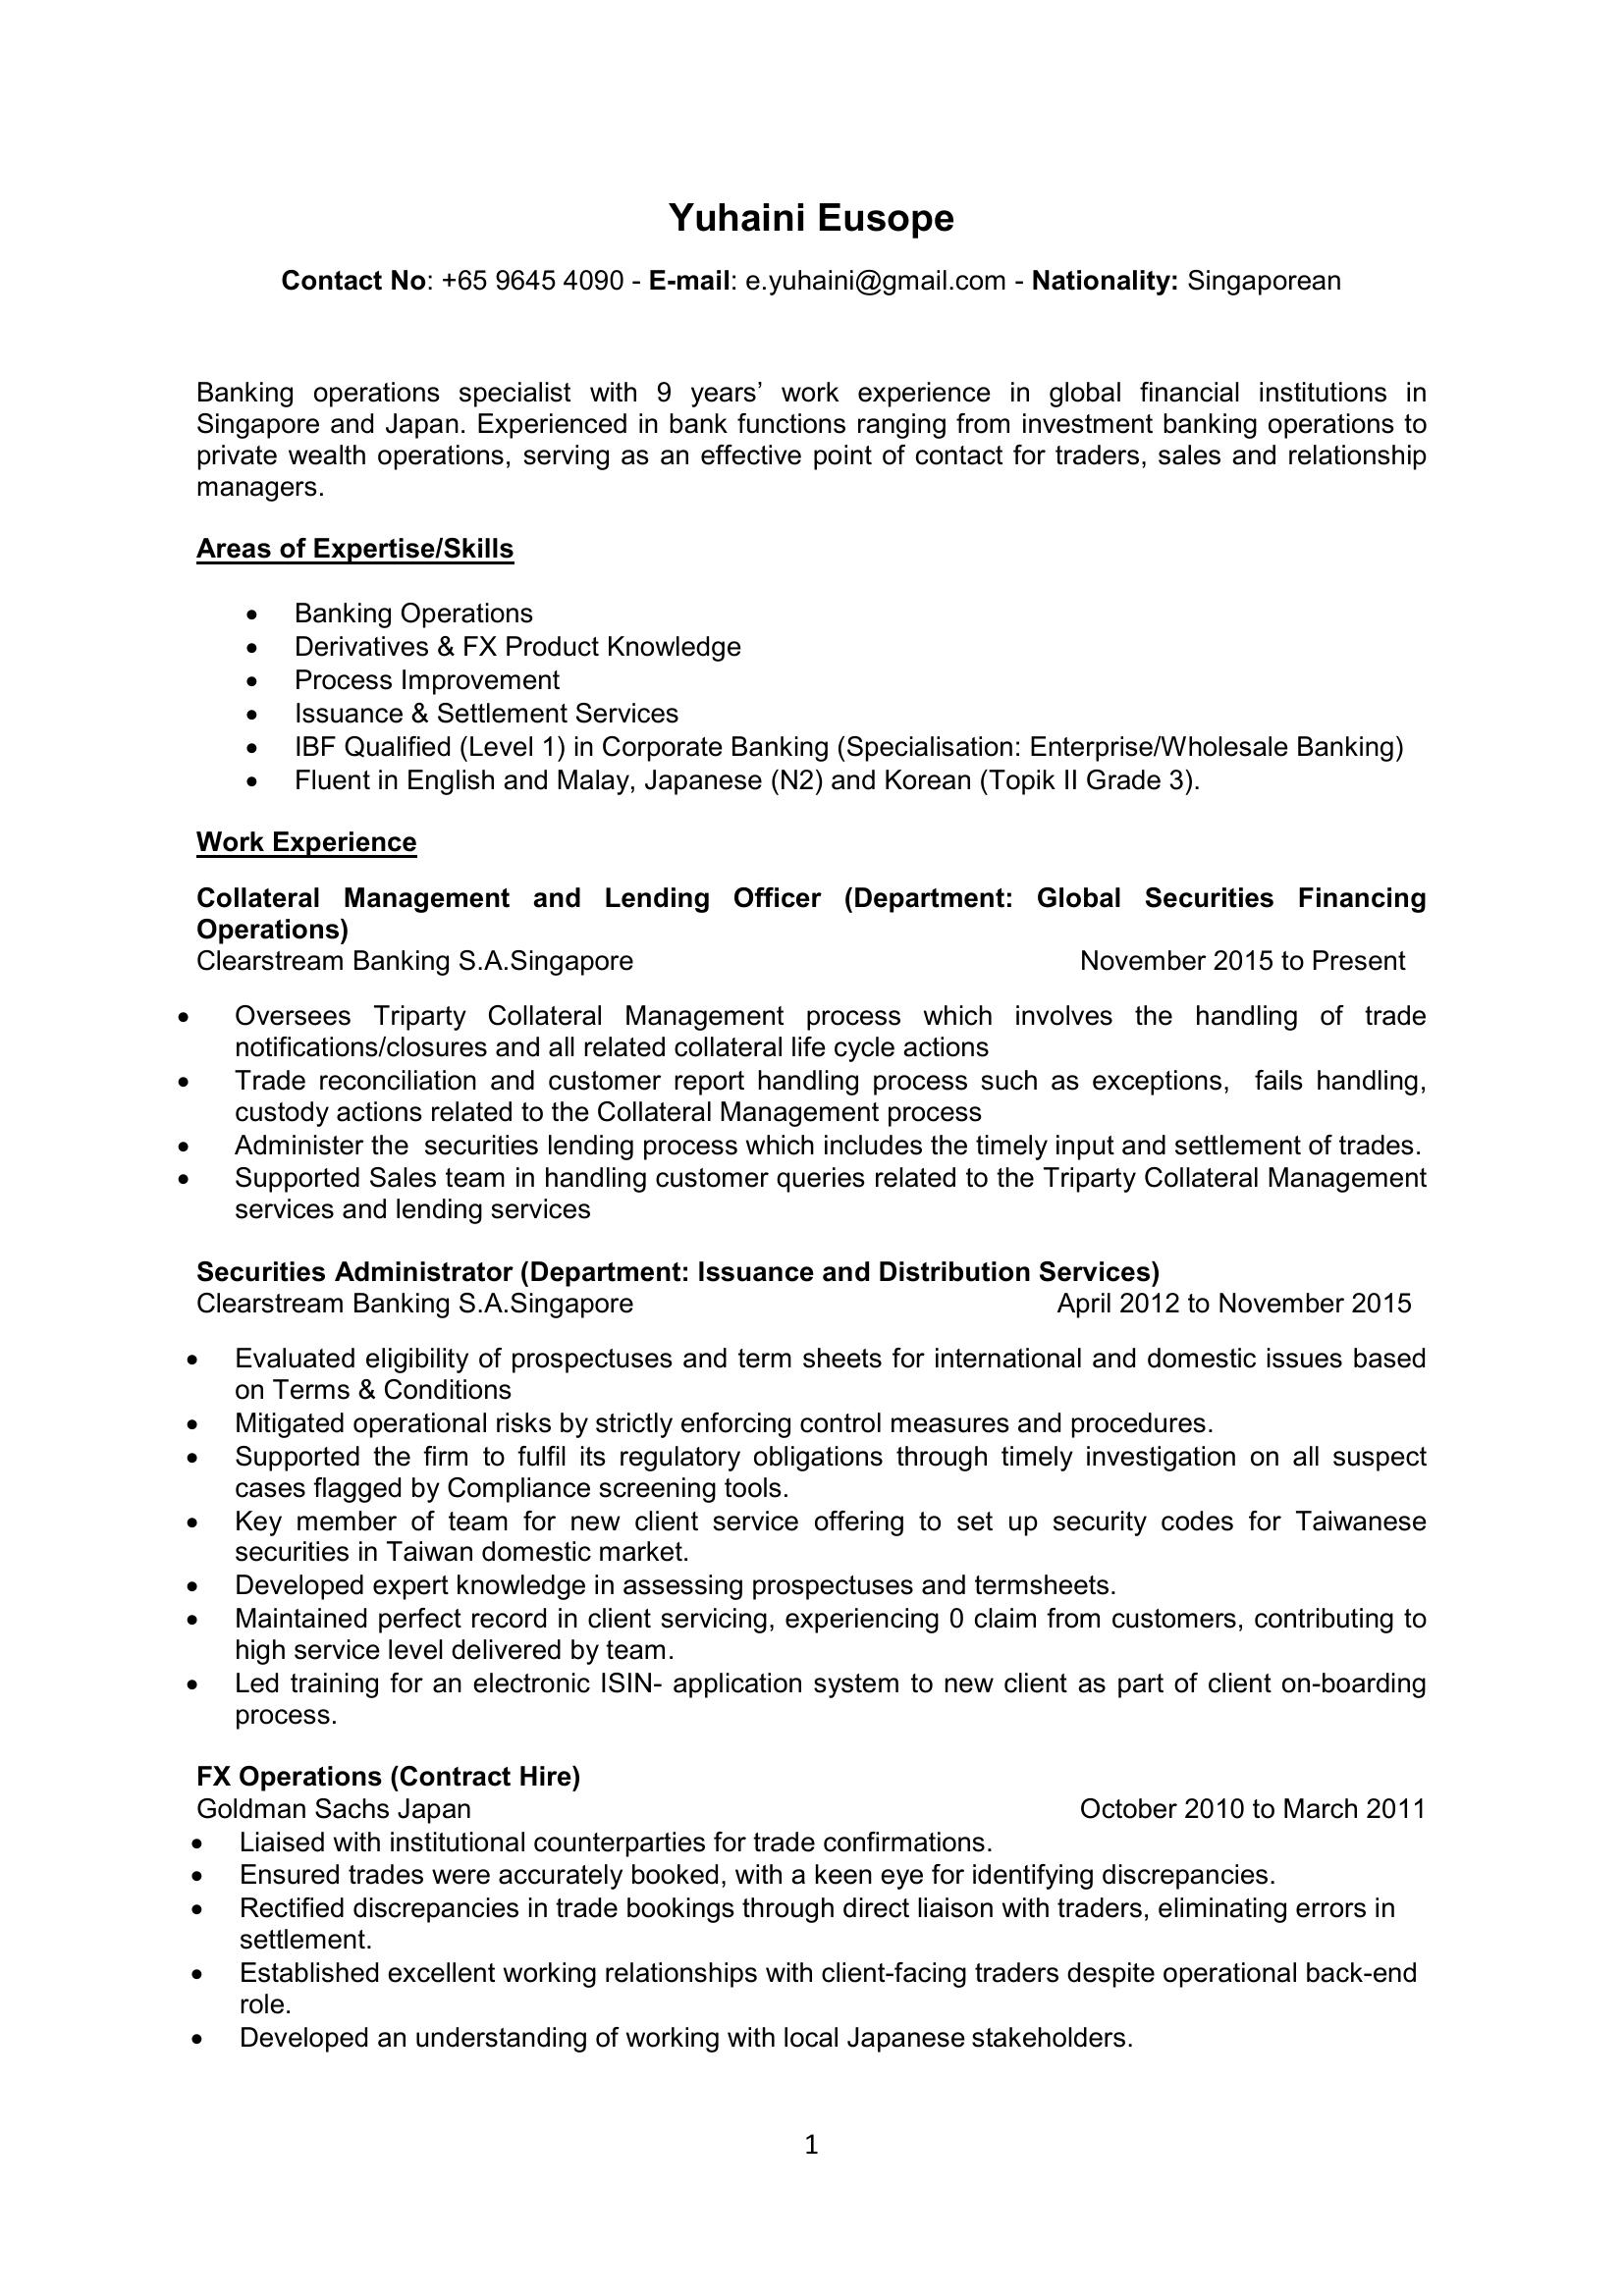 Yuhaini Eusope
Contact No: +65 9645 4090 - E-mail: e.yuhaini@gmail.com - Nationality: Singaporean
Banking operations specialist with 9 years’ work experience in global financial institutions in
Singapore and Japan. Experienced in bank functions ranging from investment banking operations to
private wealth operations, serving as an effective point of contact for traders, sales and relationship
managers.
Areas of Expertise/Skills
• Banking Operations
• Derivatives & FX Product Knowledge
• Process Improvement
• Issuance & Settlement Services
• IBF Qualified (Level 1) in Corporate Banking (Specialisation: Enterprise/Wholesale Banking)
• Fluent in English and Malay, Japanese (N2) and Korean (Topik II Grade 3).
Work Experience
Collateral Management and Lending Officer (Department: Global Securities Financing
Operations)
Clearstream Banking S.A.Singapore November 2015 to Present
• Oversees Triparty Collateral Management process which involves the handling of trade
notifications/closures and all related collateral life cycle actions
• Trade reconciliation and customer report handling process such as exceptions, fails handling,
custody actions related to the Collateral Management process
• Administer the securities lending process which includes the timely input and settlement of trades.
• Supported Sales team in handling customer queries related to the Triparty Collateral Management
services and lending services
Securities Administrator (Department: Issuance and Distribution Services)
Clearstream Banking S.A.Singapore April 2012 to November 2015
• Evaluated eligibility of prospectuses and term sheets for international and domestic issues based
on Terms & Conditions
• Mitigated operational risks by strictly enforcing control measures and procedures.
• Supported the firm to fulfil its regulatory obligations through timely investigation on all suspect
cases flagged by Compliance screening tools.
• Key member of team for new client service offering to set up security codes for Taiwanese
securities in Taiwan domestic market.
• Developed expert knowledge in assessing prospectuses and termsheets.
• Maintained perfect record in client servicing, experiencing 0 claim from customers, contributing to
high service level delivered by team.
• Led training for an electronic ISIN- application system to new client as part of client on-boarding
process.
FX Operations (Contract Hire)
Goldman Sachs Japan October 2010 to March 2011
• Liaised with institutional counterparties for trade confirmations.
• Ensured trades were accurately booked, with a keen eye for identifying discrepancies.
• Rectified discrepancies in trade bookings through direct liaison with traders, eliminating errors in
settlement.
• Established excellent working relationships with client-facing traders despite operational back-end
role.
• Developed an understanding of working with local Japanese stakeholders.
1